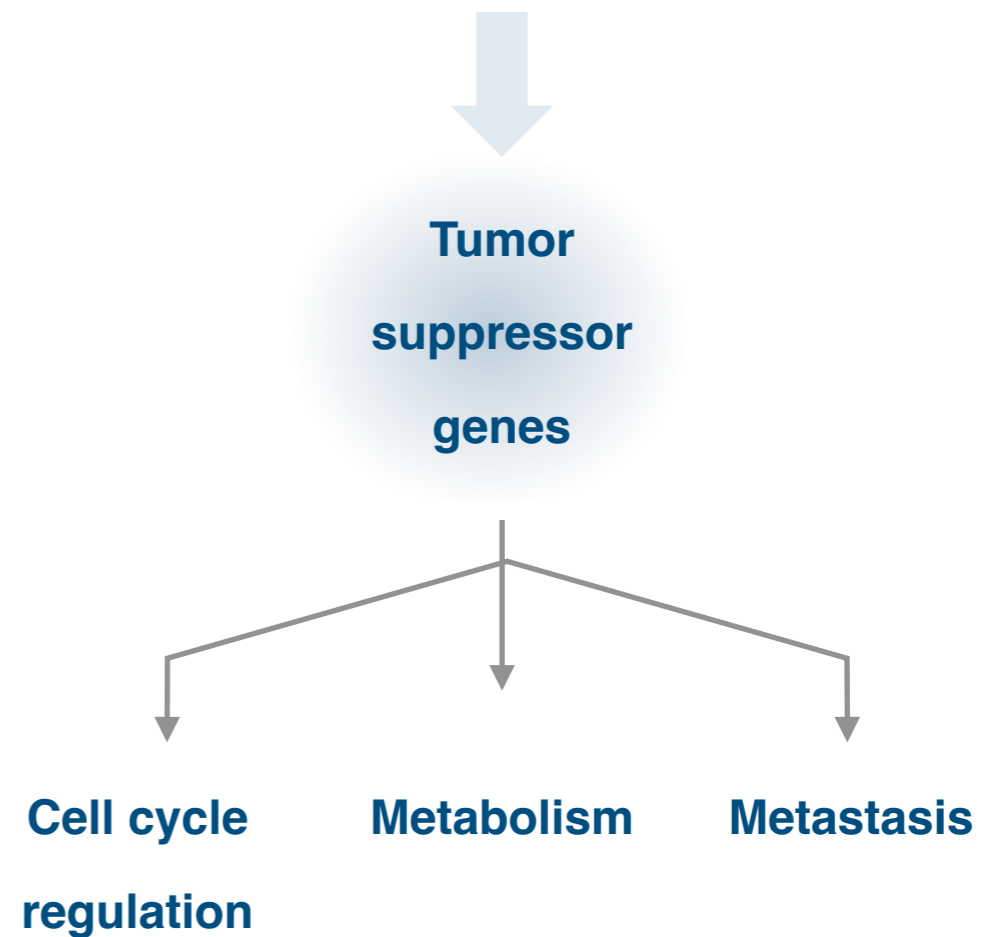 Tumor
suppressor
genes
Cell cycle
regulation
Metabolism
Metastasis